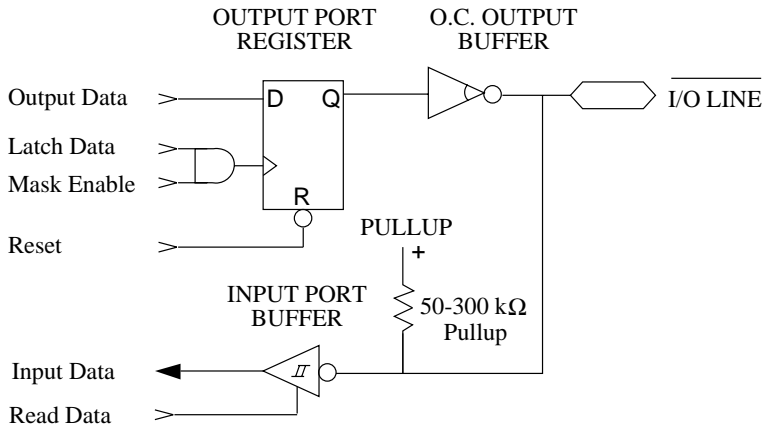 OUTPUT PORT
REGISTER
O.C. OUTPUT
BUFFER
Output Data
D
Q
I/O LINE
Latch Data
Mask Enable
R
Reset
PULLUP
+
50-300 kΩ
Pullup
INPUT PORT
BUFFER
Input Data
Read Data